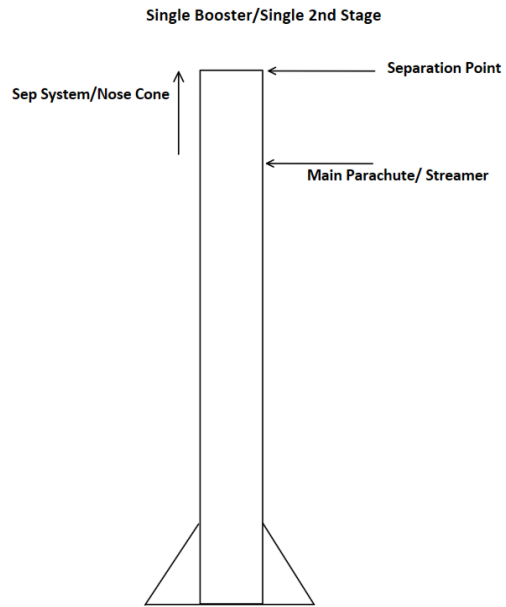 Single Booster/Single 2nd Stage
Separation Point
Sep System/Nose Cone
Main Parachute/ Streamer